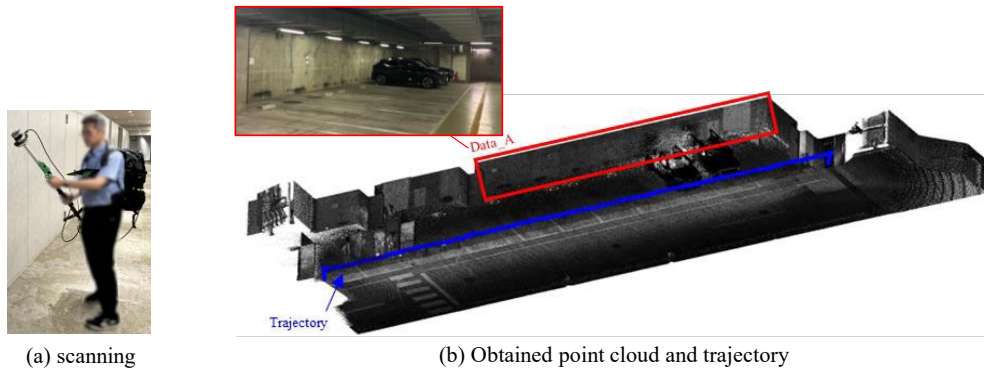 Data_A
Trajectory
(a) scanning
(b) Obtained point cloud and trajectory